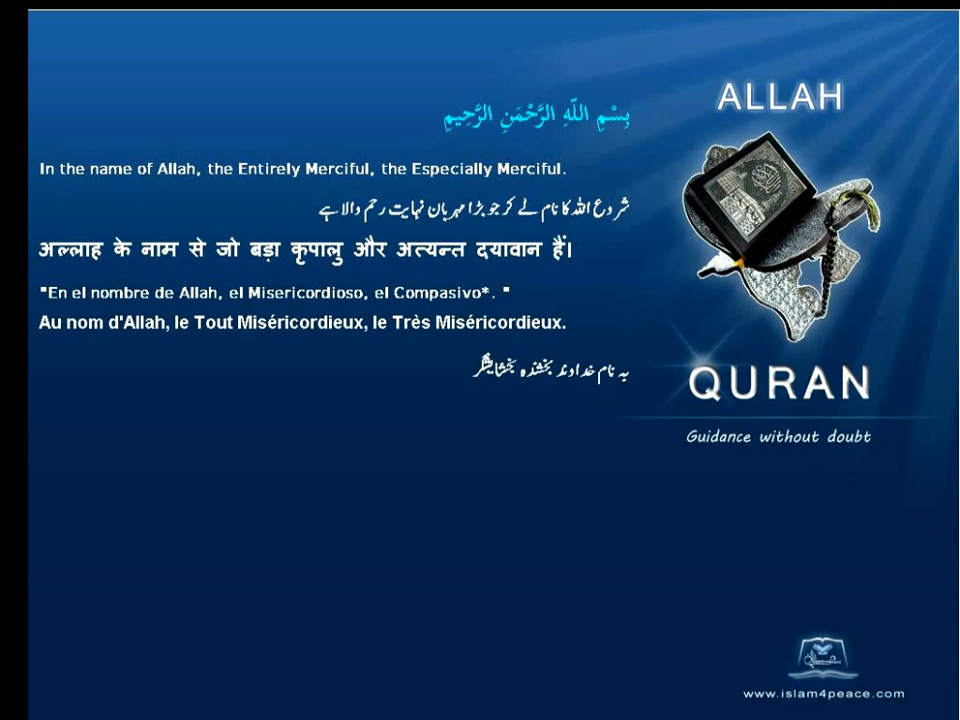 بِسْمِ اللّهِ الرَّحْمَنِ الرَّحِيمِ
In the name of Allah, the Entirely Merciful, the Especially Merciful.
شروع الله کا نام لے کر جو بڑا مہربان نہایت رحم والا ہے
अल्लाह के नाम से जो बड़ा कृपालु और अत्यन्त दयावान हैं।
"En el nombre de Allah, el Misericordioso, el Compasivo*. "
Au nom d'Allah, le Tout Miséricordieux, le Très Miséricordieux.
به نام خداوند بخشنده بخشایشگر
ALLAH
QURAN
Guidance without doubt
www.islam4peace.com